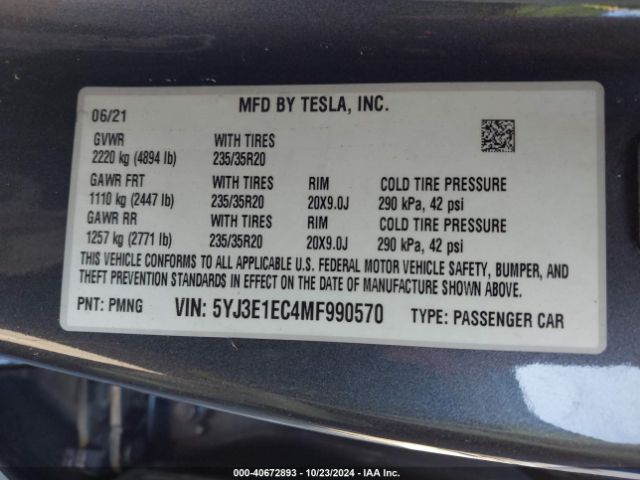 MFD BY TESLA, INC.
06/21
GVWR WITH TIRES
2220 kg (4894 lb) 235/35R20
GAWR FRT WITH TIRES RIM COLD TIRE PRESSURE
1110 kg (2447 lb) 235/35R20 20X9.0J 290 kPa, 42 psi
GAWR RR WITH TIRES RIM COLD TIRE PRESSURE
1257 kg (2771 lb) 235/35R20 20X9.0J 290 kPa, 42 psi
THIS VEHICLE CONFORMS TO ALL APPLICABLE U.S. FEDERAL MOTOR VEHICLE SAFETY, BUMPER, AND
THEFT PREVENTION STANDARDS IN EFFECT ON THE DATE OF MANUFACTURE SHOWN ABOVE.
PNT: PMNG VIN: 5YJ3E1EC4MF990570 TYPE: PASSENGER CAR
000-40672893 - 10/23/2024 - IAA Inc.